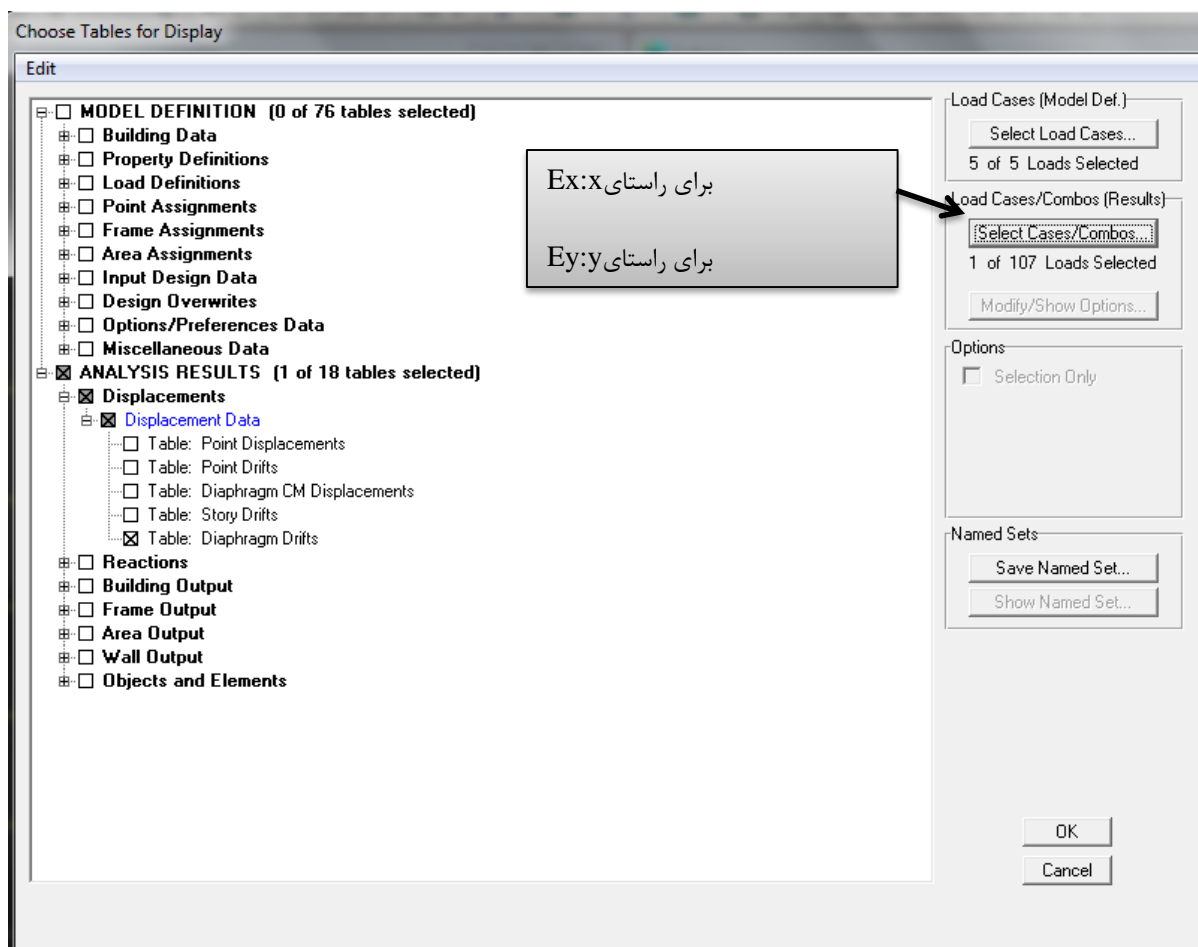 Choose Tables for Display
Edit
MODEL DEFINITION (0 of 76 tables selected)
Building Data
Property Definitions
Load Definitions
Point Assignments
Frame Assignments
Area Assignments
Input Design Data
Design Overwrites
Options/Preferences Data
Miscellaneous Data
ANALYSIS RESULTS (1 of 18 tables selected)
Displacements
Displacement Data
Table: Point Displacements
Table: Point Drifts
Table: Diaphragm CM Displacements
Table: Story Drifts
Table: Diaphragm Drifts
Reactions
Building Output
Frame Output
Area Output
Wall Output
Objects and Elements
برای راستای Ex:x
برای راستای Ey:y
Load Cases (Model Def.)
Select Load Cases...
5 of 5 Loads Selected
Load Cases/Combos (Results)
Select Cases/Combos...
1 of 107 Loads Selected
Modify/Show Options...
Options
Selection Only
Named Sets
Save Named Set...
Show Named Set...
OK
Cancel